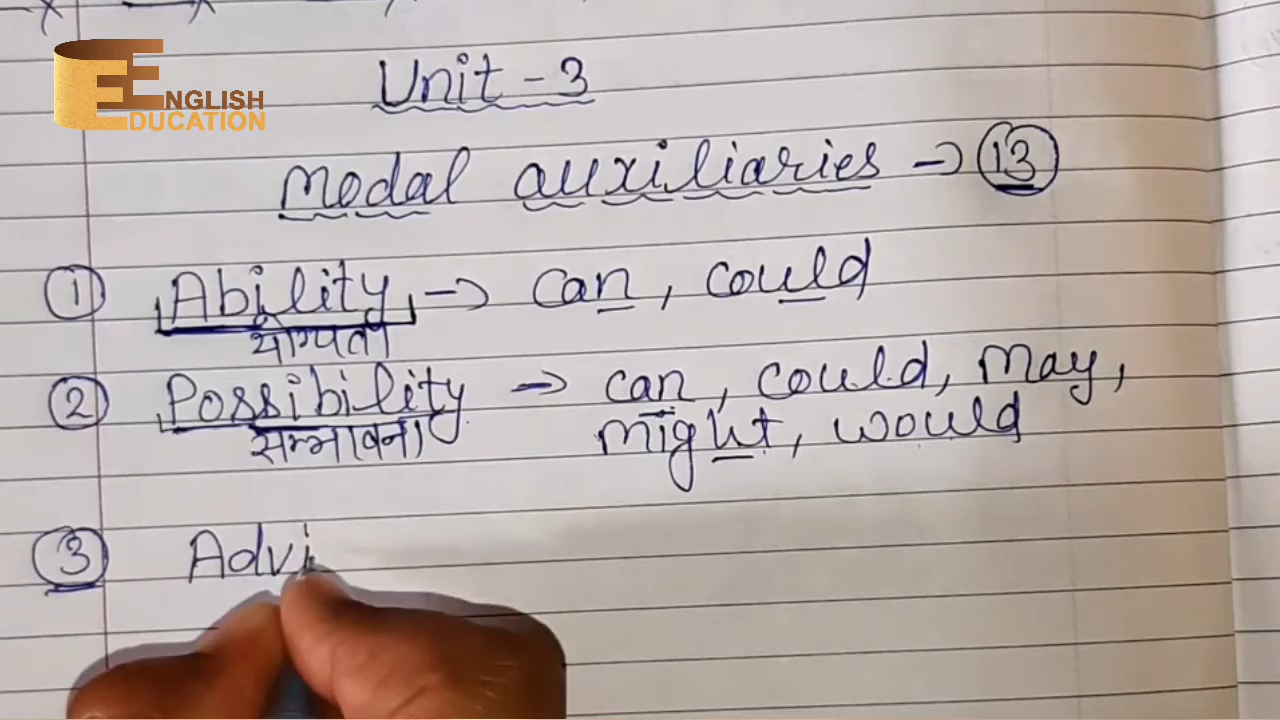 ENGLISH
EDUCATION
Unit - 3
Modal auxiliaries → 13
1 Ability → can, could
योग्यता
2 Possibility → can, could, may,
सम्भावना might, would
3 Advi